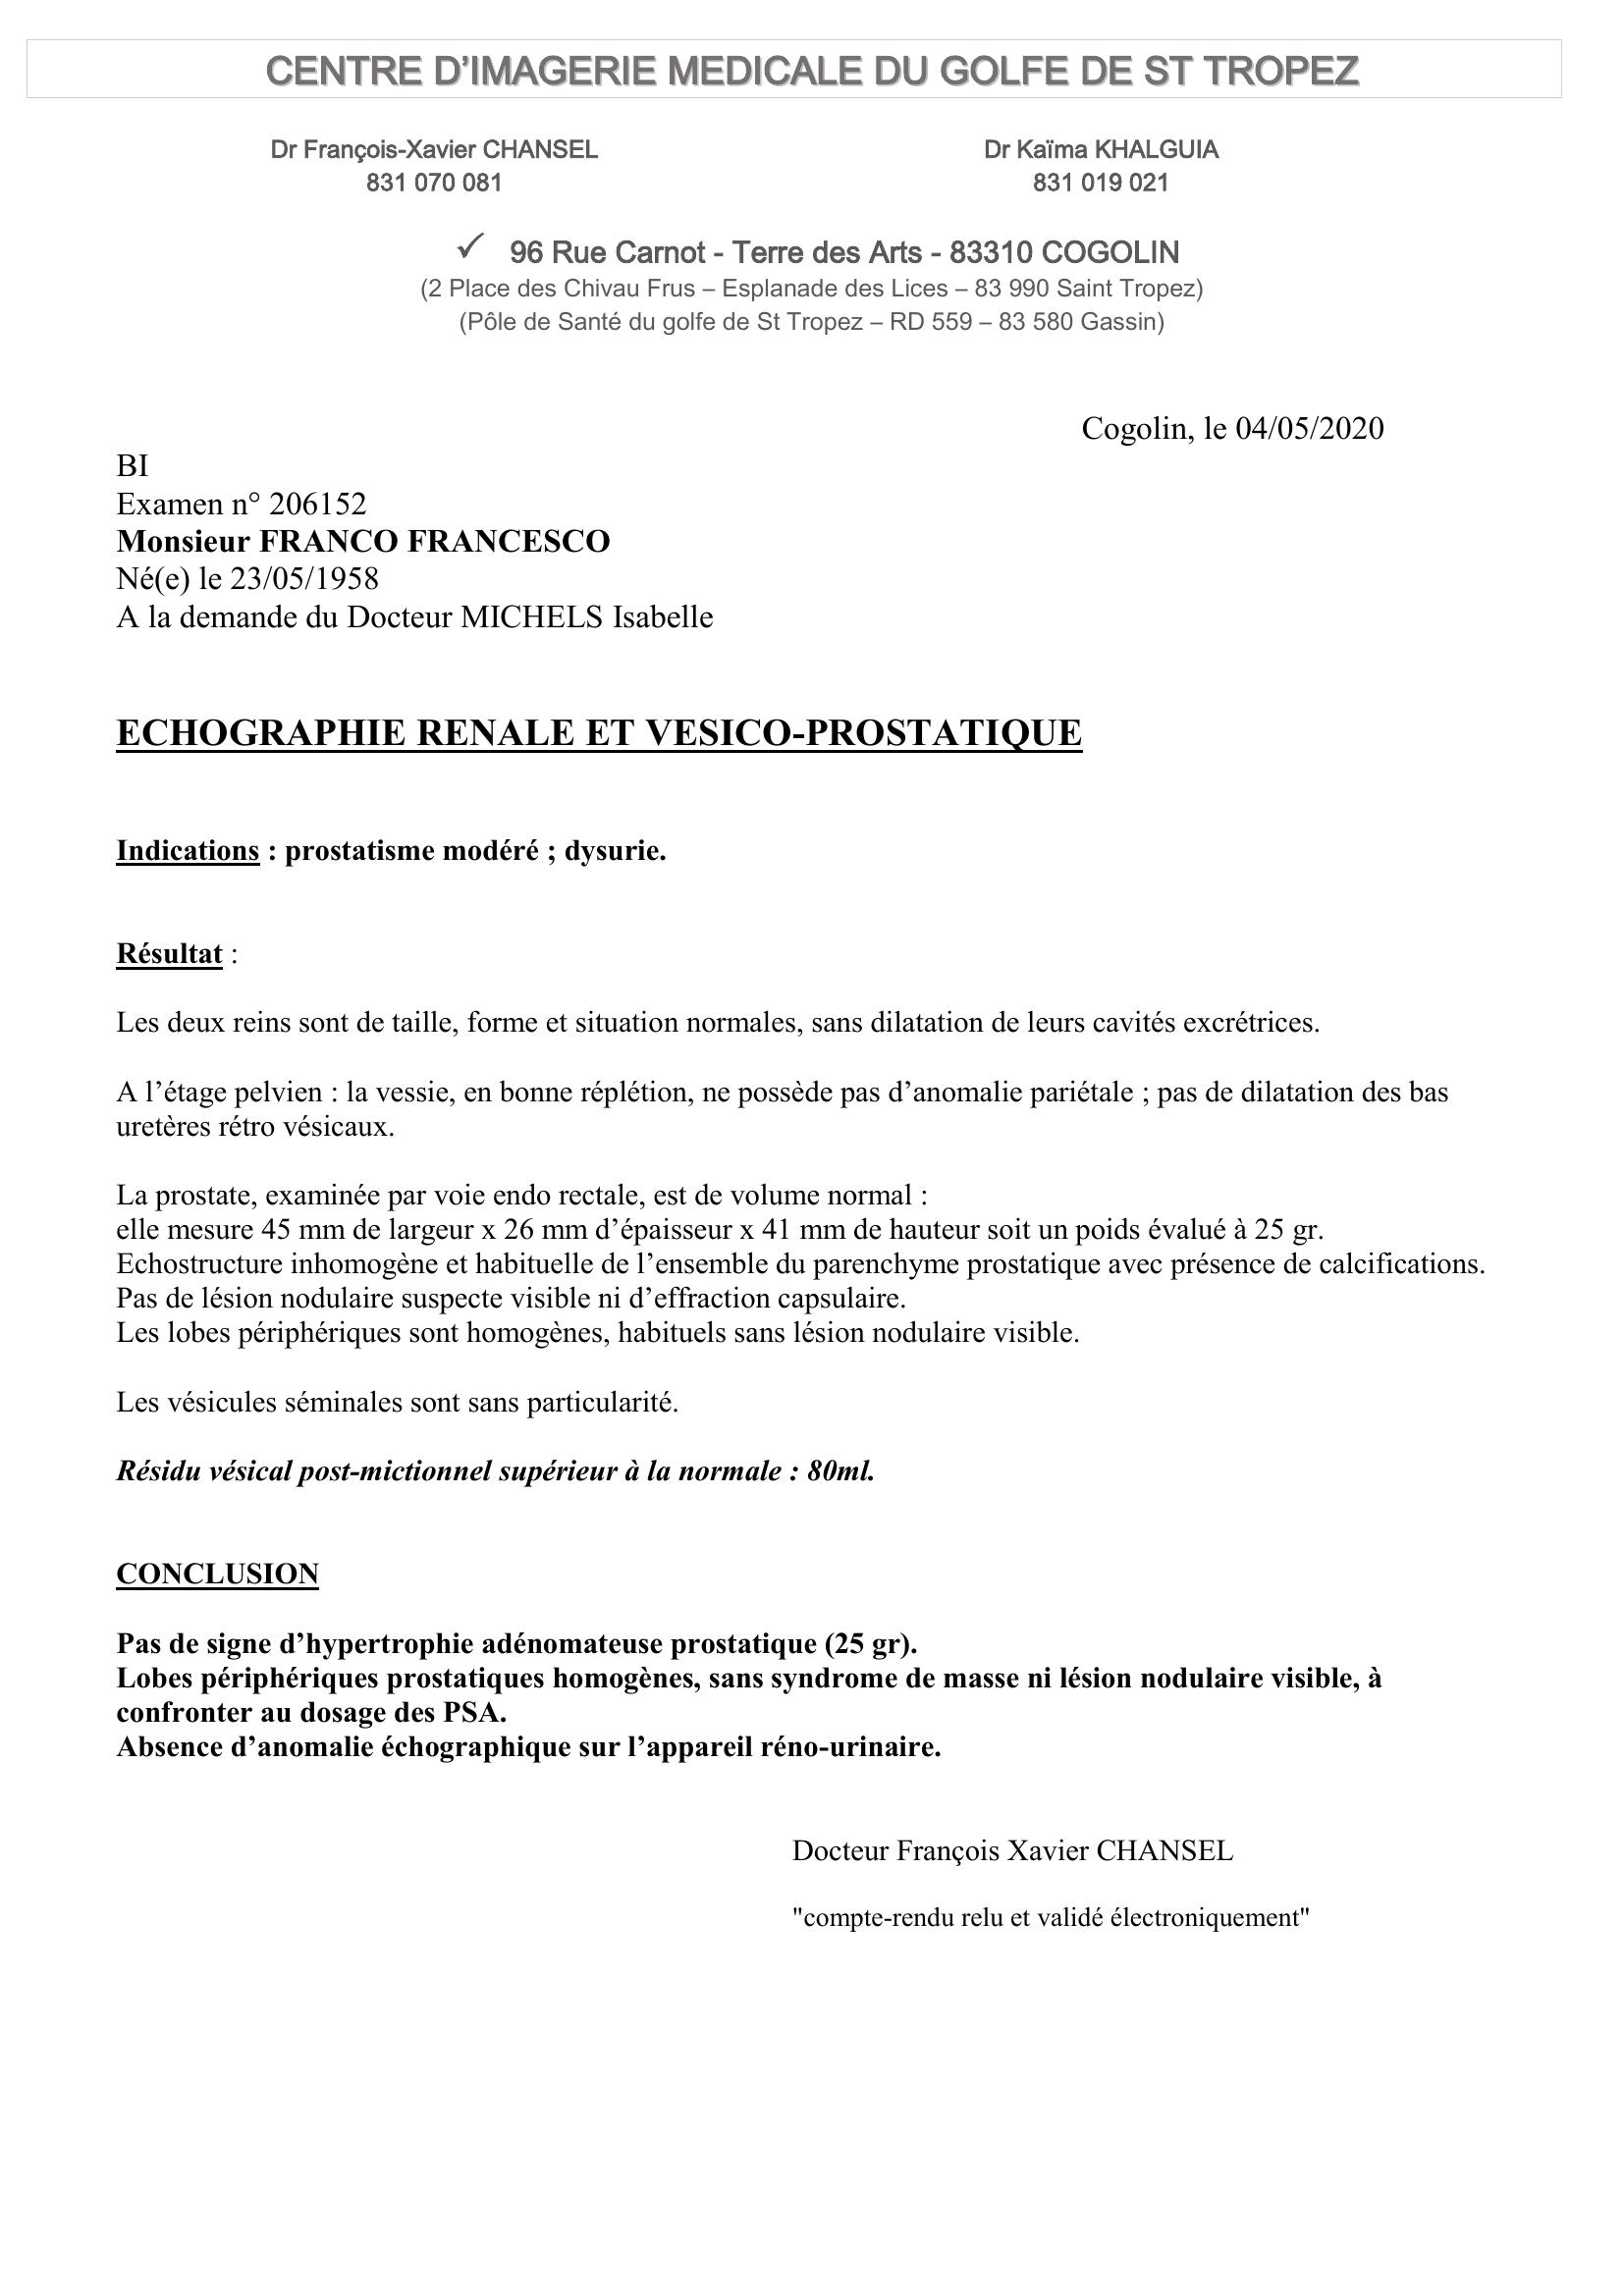 CENTRE D’IMAGERIE MEDICALE DU GOLFE DE ST TROPEZ
Dr François-Xavier CHANSEL
831 070 081
Dr Kaïma KHALGUIA
831 019 021
✓ 96 Rue Carnot - Terre des Arts - 83310 COGOLIN
(2 Place des Chivau Frus – Esplanade des Lices – 83 990 Saint Tropez)
(Pôle de Santé du golfe de St Tropez – RD 559 – 83 580 Gassin)
Cogolin, le 04/05/2020
BI
Examen n° 206152
Monsieur FRANCO FRANCESCO
Né(e) le 23/05/1958
A la demande du Docteur MICHELS Isabelle
ECHOGRAPHIE RENALE ET VESICO-PROSTATIQUE
Indications : prostatisme modéré ; dysurie.
Résultat :
Les deux reins sont de taille, forme et situation normales, sans dilatation de leurs cavités excrétrices.
A l’étage pelvien : la vessie, en bonne réplétion, ne possède pas d’anomalie pariétale ; pas de dilatation des bas
uretères rétro vésicaux.
La prostate, examinée par voie endo rectale, est de volume normal :
elle mesure 45 mm de largeur x 26 mm d’épaisseur x 41 mm de hauteur soit un poids évalué à 25 gr.
Echostructure inhomogène et habituelle de l’ensemble du parenchyme prostatique avec présence de calcifications.
Pas de lésion nodulaire suspecte visible ni d’effraction capsulaire.
Les lobes périphériques sont homogènes, habituels sans lésion nodulaire visible.
Les vésicules séminales sont sans particularité.
Résidu vésical post-mictionnel supérieur à la normale : 80ml.
CONCLUSION
Pas de signe d’hypertrophie adénomateuse prostatique (25 gr).
Lobes périphériques prostatiques homogènes, sans syndrome de masse ni lésion nodulaire visible, à
confronter au dosage des PSA.
Absence d’anomalie échographique sur l’appareil réno-urinaire.
Docteur François Xavier CHANSEL
"compte-rendu relu et validé électroniquement"